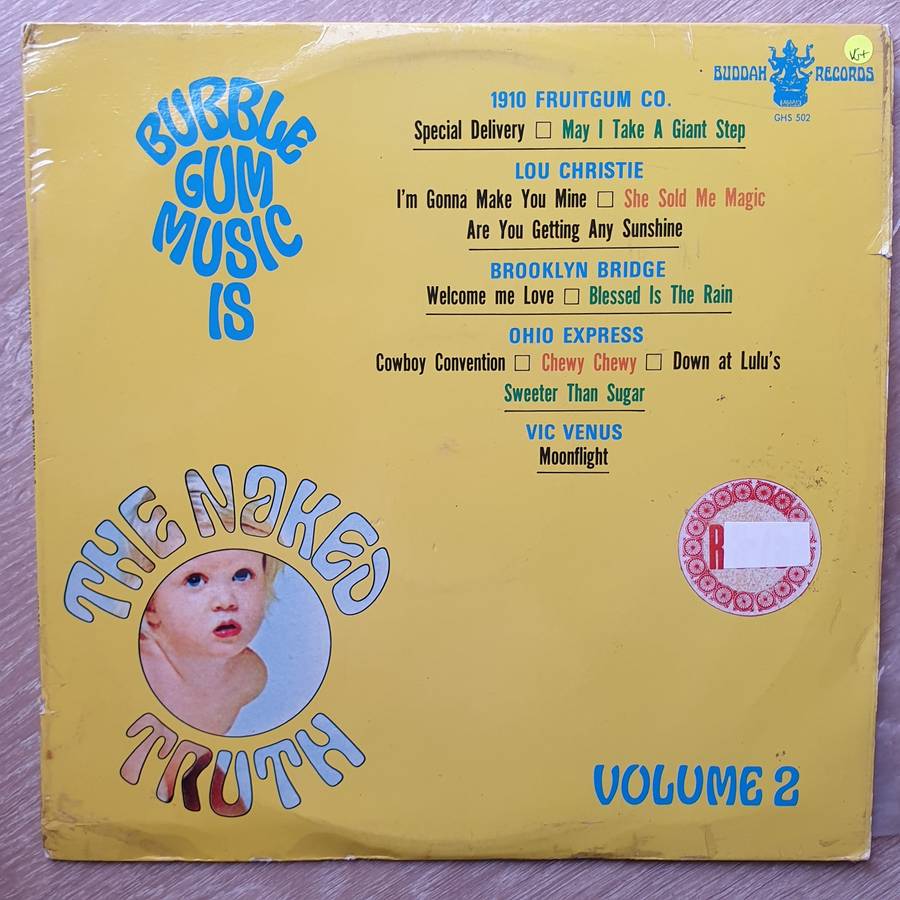 BUBBLE
GUM
MUSIC
IS
VG+
BUDDAH RECORDS
GHS 502
1910 FRUITGUM CO.
Special Delivery □ May I Take A Giant Step
LOU CHRISTIE
I'm Gonna Make You Mine □ She Sold Me Magic
Are You Getting Any Sunshine
BROOKLYN BRIDGE
Welcome me Love □ Blessed Is The Rain
OHIO EXPRESS
Cowboy Convention □ Chewy Chewy □ Down at Lulu's
Sweeter Than Sugar
VIC VENUS
Moonflight
THE NAKED
TRUTH
R
VOLUME 2